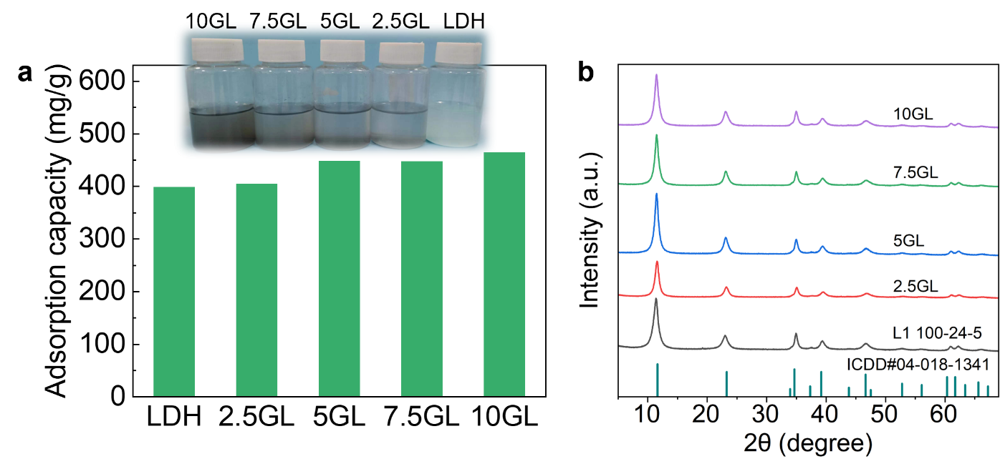 10GL 7.5GL 5GL 2.5GL LDH
a
Adsorption capacity (mg/g)
600
500
400
300
200
100
0
LDH 2.5GL 5GL 7.5GL 10GL
b
Intensity (a.u.)
10GL
7.5GL
5GL
2.5GL
L1 100-24-5
ICDD#04-018-1341
10 20 30 40 50 60
2θ (degree)